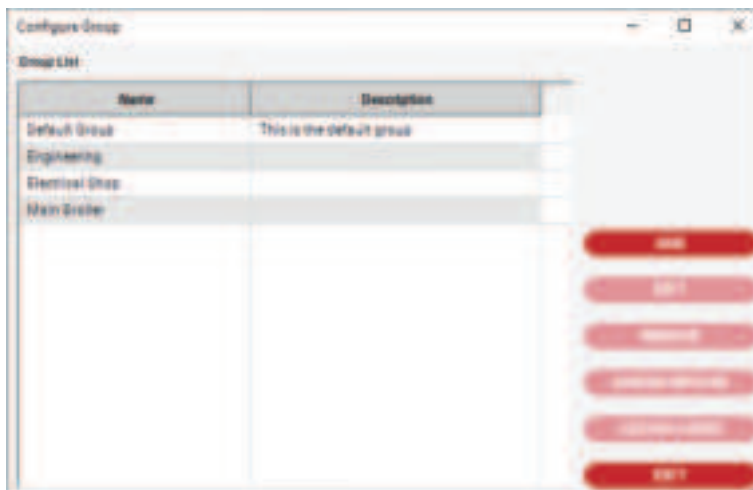 Configure Group
Group List
Name Description
Default Group This is the default group
Engineering
Electrical Shop
Main Broiler
ADD
EDIT
REMOVE
EXIT